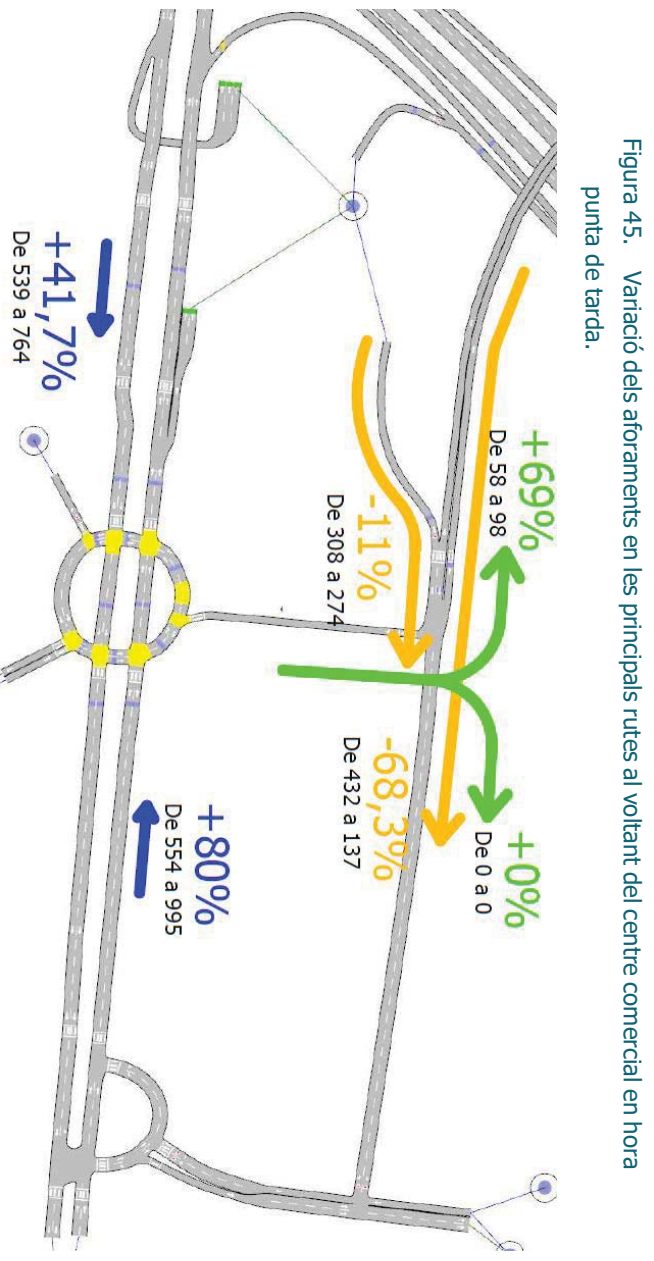 Figura 45. Variació dels aforaments en les principals rutes al voltant del centre comercial en hora
punta de tarda.
+69%
De 58 a 98
+0%
De 0 a 0
-11%
De 308 a 274
-68,3%
De 432 a 137
+41,7%
De 539 a 764
+80%
De 554 a 995